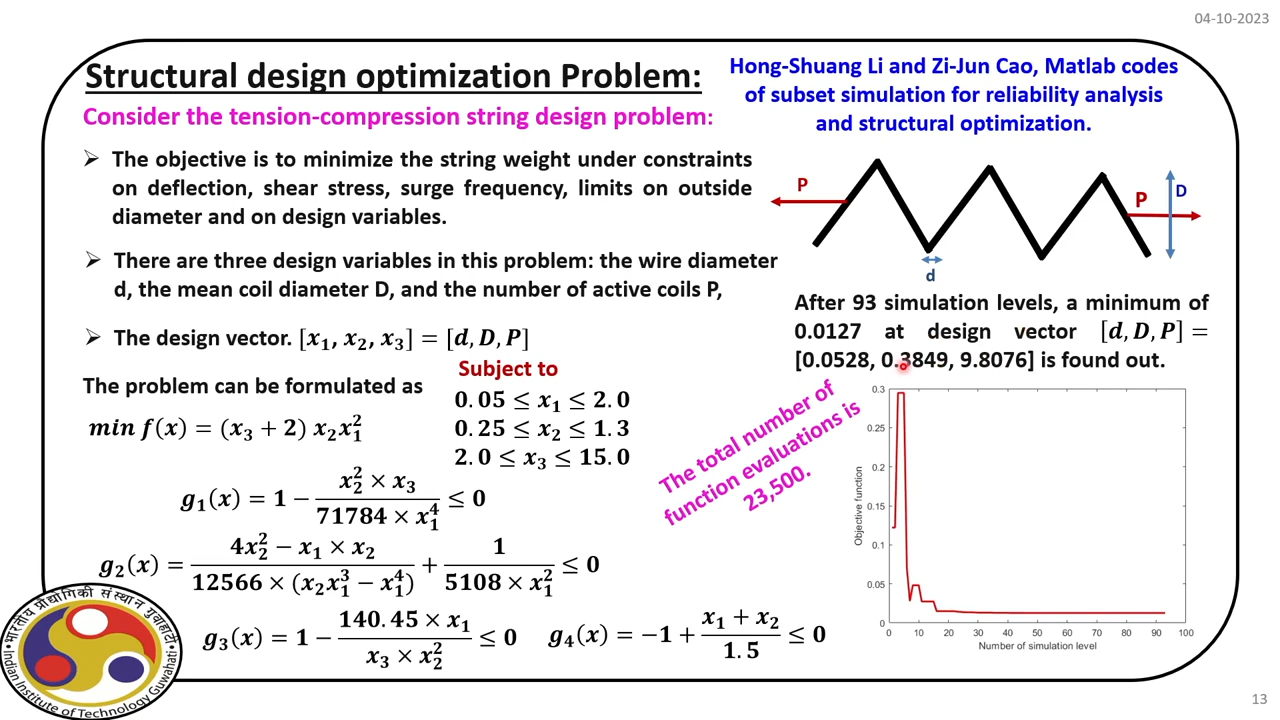 04-10-2023
Structural design optimization Problem:
Consider the tension-compression string design problem:
Hong-Shuang Li and Zi-Jun Cao, Matlab codes
of subset simulation for reliability analysis
and structural optimization.
➢ The objective is to minimize the string weight under constraints
on deflection, shear stress, surge frequency, limits on outside
diameter and on design variables.
➢ There are three design variables in this problem: the wire diameter
d, the mean coil diameter D, and the number of active coils P,
➢ The design vector. [x₁, x₂, x₃] = [d, D, P]
The problem can be formulated as
min f(x) = (x₃ + 2) x₂x₁²
Subject to
0.05 ≤ x₁ ≤ 2.0
0.25 ≤ x₂ ≤ 1.3
2.0 ≤ x₃ ≤ 15.0
g₁(x) = 1 − (x₂² × x₃)/(71784 × x₁⁴) ≤ 0
g₂(x) = (4x₂² − x₁ × x₂)/(12566 × (x₂x₁³ − x₁⁴)) + 1/(5108 × x₁²) ≤ 0
g₃(x) = 1 − (140.45 × x₁)/(x₃ × x₂²) ≤ 0
g₄(x) = −1 + (x₁ + x₂)/1.5 ≤ 0
P
P
D
d
After 93 simulation levels, a minimum of
0.0127 at design vector [d, D, P] =
[0.0528, 0.3849, 9.8076] is found out.
The total number of
function evaluations is
23,500.
Objective function
0.3
0.25
0.2
0.15
0.1
0.05
0
0 10 20 30 40 50 60 70 80 90 100
Number of simulation level
भारतीय प्रौद्योगिकी संस्थान गुवाहाटी
Indian Institute of Technology Guwahati
13